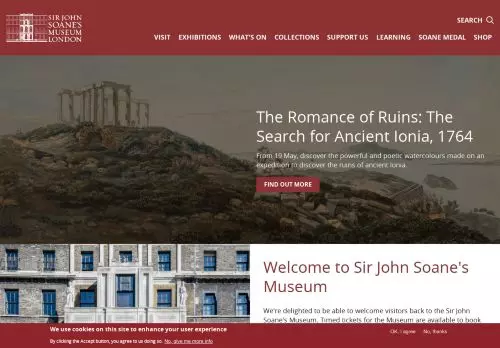 SIR JOHN
SOANE'S
MUSEUM
LONDON
SEARCH
VISIT EXHIBITIONS WHAT'S ON COLLECTIONS SUPPORT US LEARNING SOANE MEDAL SHOP
The Romance of Ruins: The
Search for Ancient Ionia, 1764
From 19 May, discover the powerful and poetic watercolours made on an
expedition to discover the ruins of ancient Ionia.
FIND OUT MORE
Welcome to Sir John Soane's
Museum
We're delighted to be able to welcome visitors back to the Sir John
Soane's Museum. Timed tickets for the Museum are available to book
We use cookies on this site to enhance your user experience
By clicking the Accept button, you agree to us doing so. No, give me more info
OK, I agree No, thanks